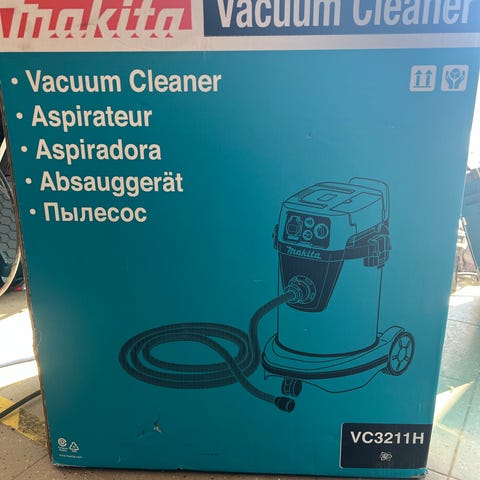 makita
Vacuum Cleaner
• Vacuum Cleaner
• Aspirateur
• Aspiradora
• Absauggerät
• Пылесос
makita
VC3211H